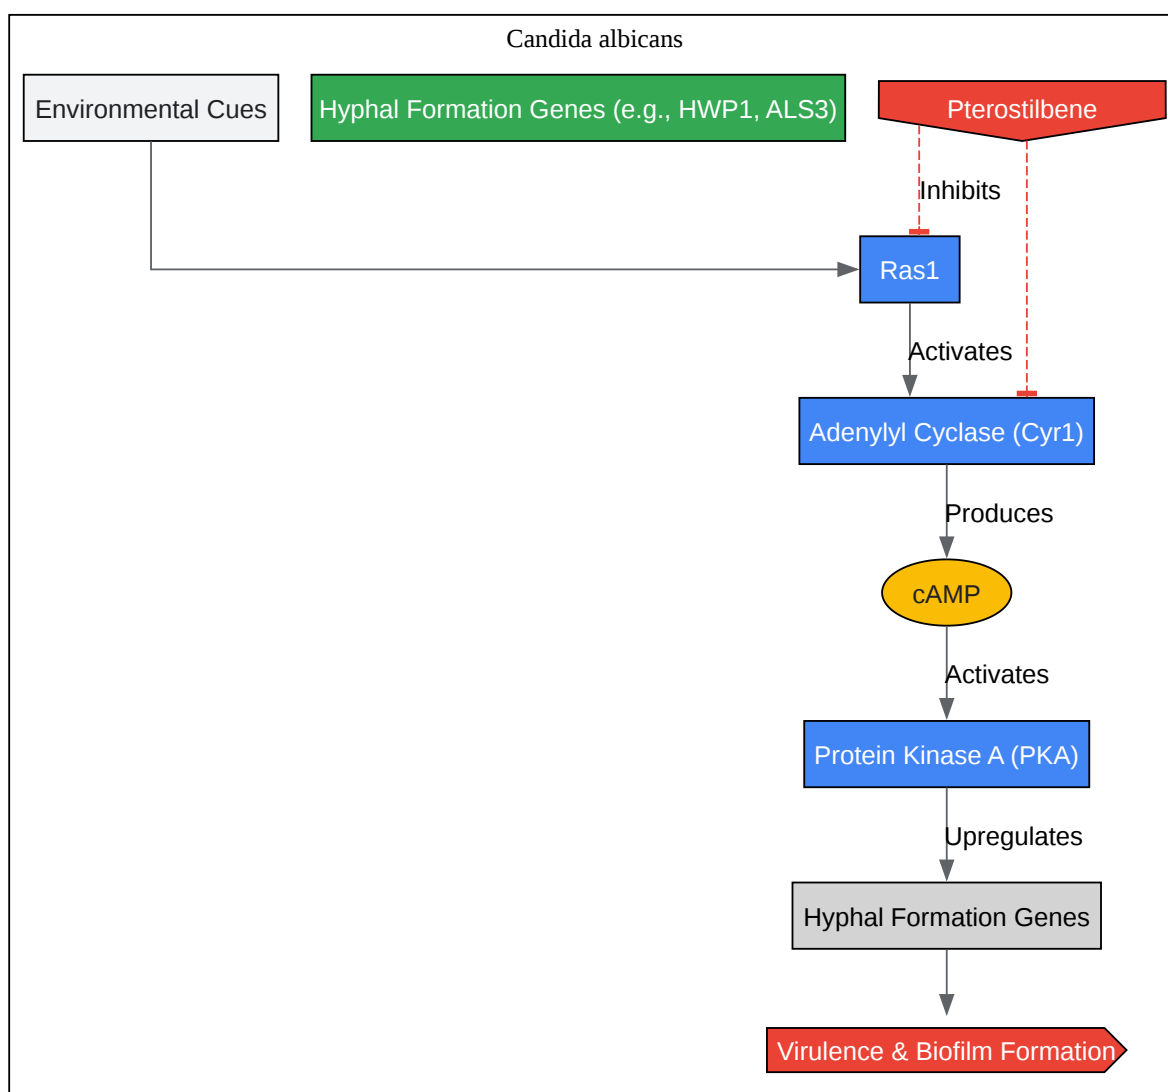 Candida albicans
Environmental Cues
Hyphal Formation Genes (e.g., HWP1, ALS3)
Pterostilbene
Inhibits
Ras1
Activates
Adenylyl Cyclase (Cyr1)
Produces
cAMP
Activates
Protein Kinase A (PKA)
Upregulates
Hyphal Formation Genes
Virulence & Biofilm Formation